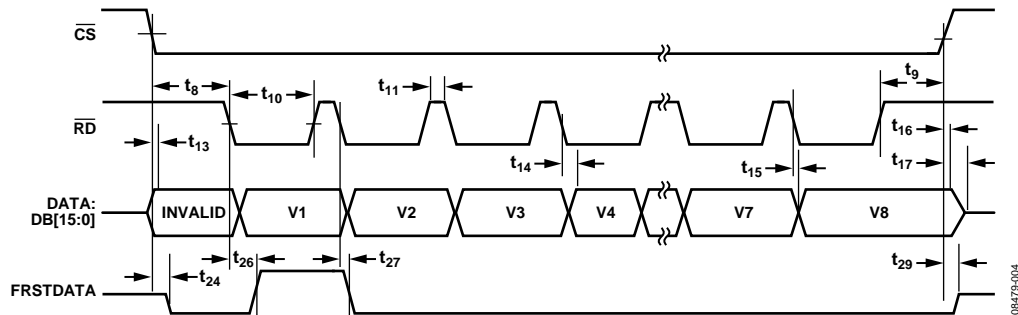 CS
t8
t10
t11
t9
RD
t13
t14
t15
t16
t17
DATA:
DB[15:0]
INVALID
V1
V2
V3
V4
V7
V8
t24
t26
t27
t29
FRSTDATA
08479-004